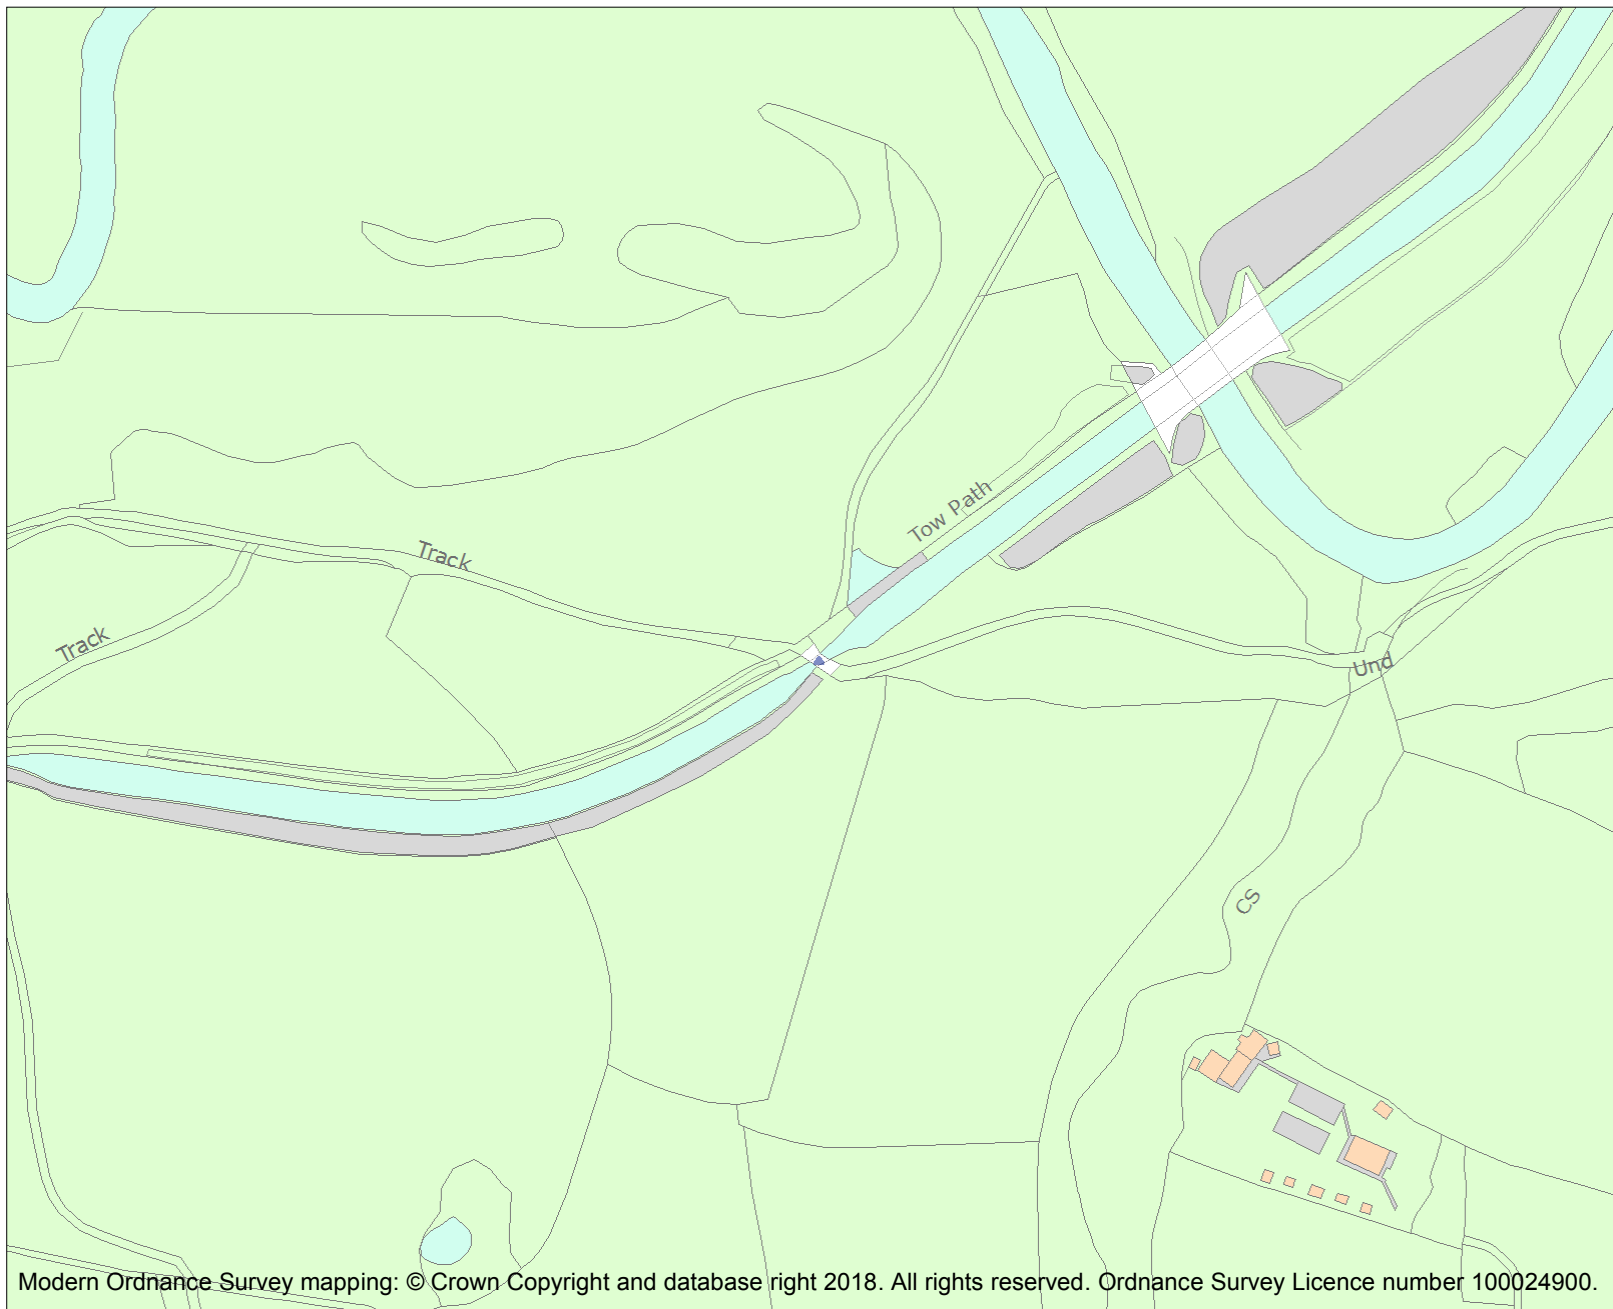 Tow Path
Track
Track
Und
CS
Modern Ordnance Survey mapping: © Crown Copyright and database right 2018. All rights reserved. Ordnance Survey Licence number 100024900.